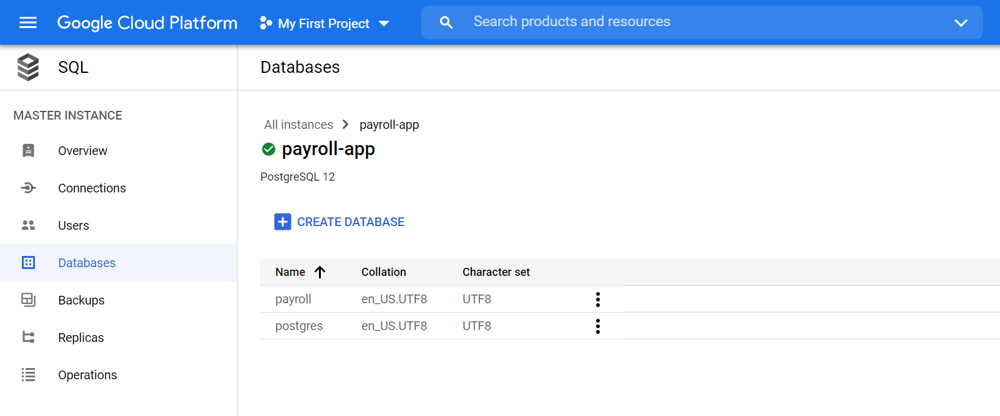 Google Cloud Platform My First Project Search products and resources
SQL
Databases
MASTER INSTANCE
Overview
Connections
Users
Databases
Backups
Replicas
Operations
All instances payroll-app
payroll-app
PostgreSQL 12
CREATE DATABASE
Name Collation Character set
payroll en_US.UTF8 UTF8
postgres en_US.UTF8 UTF8